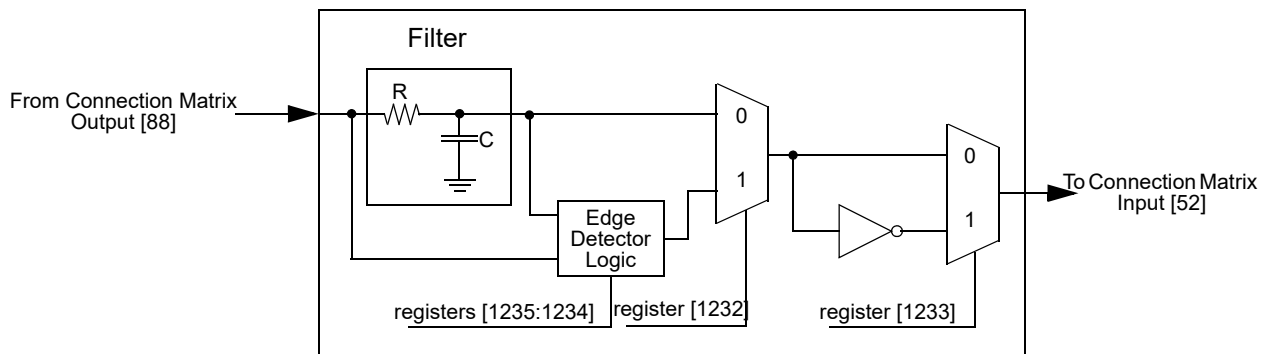 Filter
From Connection Matrix
Output [88]
R
C
0
1
Edge
Detector
Logic
0
1
To Connection Matrix
Input [52]
registers [1235:1234]
register [1232]
register [1233]